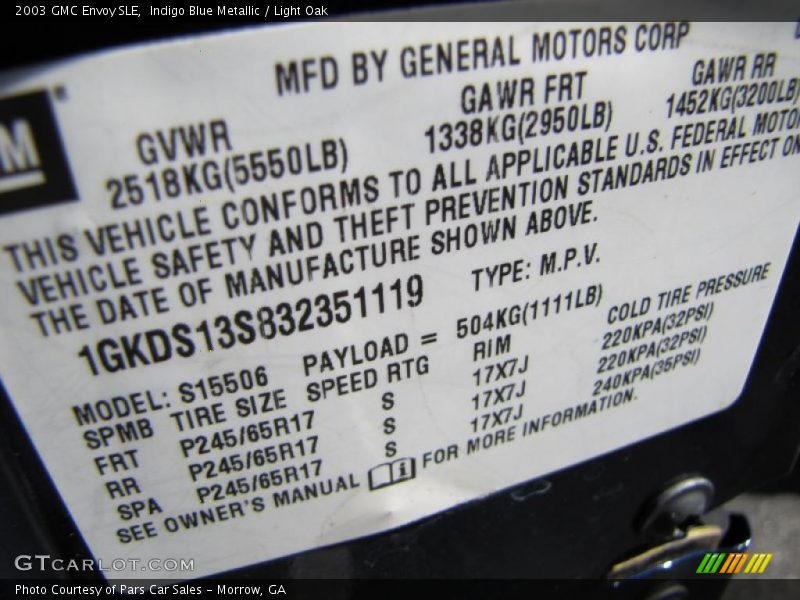 2003 GMC Envoy SLE,  Indigo Blue Metallic / Light Oak
MFD BY GENERAL MOTORS CORP
GVWR GAWR FRT GAWR RR
2518KG(5550LB) 1338KG(2950LB) 1452KG(3200LB)
THIS VEHICLE CONFORMS TO ALL APPLICABLE U.S. FEDERAL MOTO
VEHICLE SAFETY AND THEFT PREVENTION STANDARDS IN EFFECT ON
THE DATE OF MANUFACTURE SHOWN ABOVE.
1GKDS13S832351119 TYPE: M.P.V.
MODEL: S15506 PAYLOAD = 504KG(1111LB)
SPMB TIRE SIZE SPEED RTG RIM COLD TIRE PRESSURE
FRT P245/65R17 S 17X7J 220KPA(32PSI)
RR P245/65R17 S 17X7J 220KPA(32PSI)
SPA P245/65R17 S 17X7J 240KPA(35PSI)
SEE OWNER'S MANUAL FOR MORE INFORMATION.
GTCARLOT.COM
Photo Courtesy of Pars Car Sales – Morrow, GA